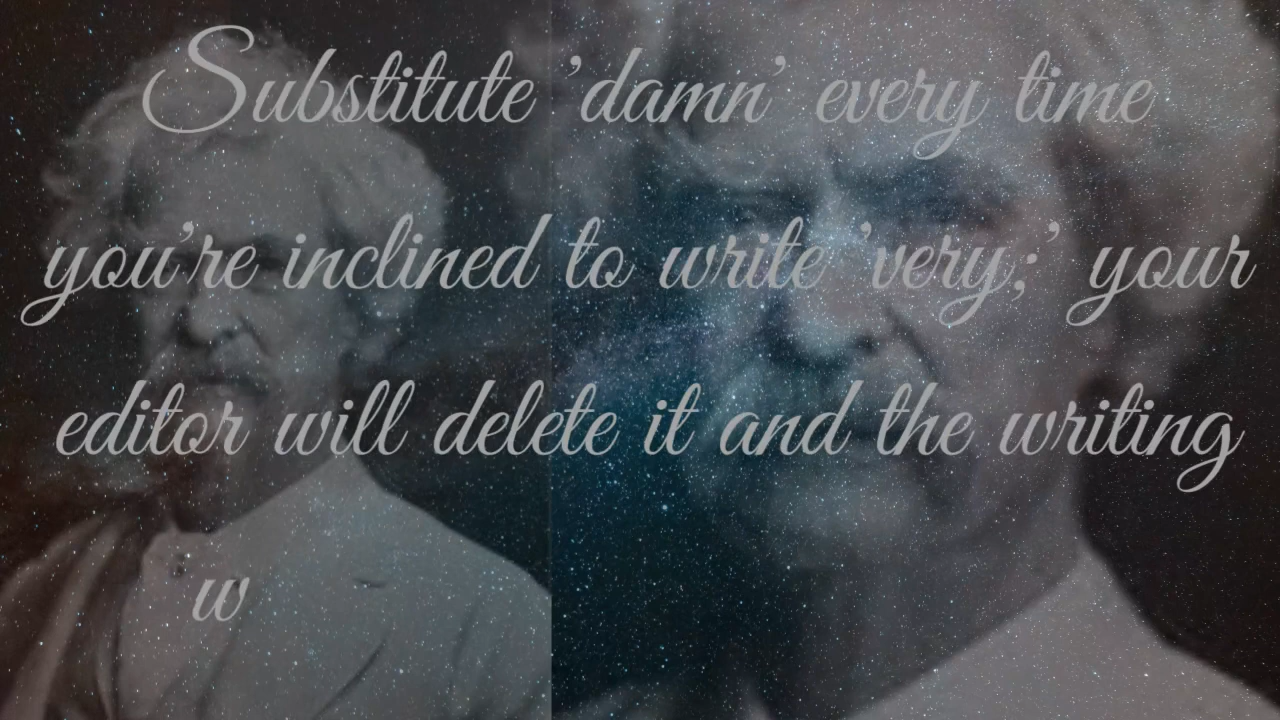 Substitute 'damn' every time
you're inclined to write 'very;' your
editor will delete it and the writing
w